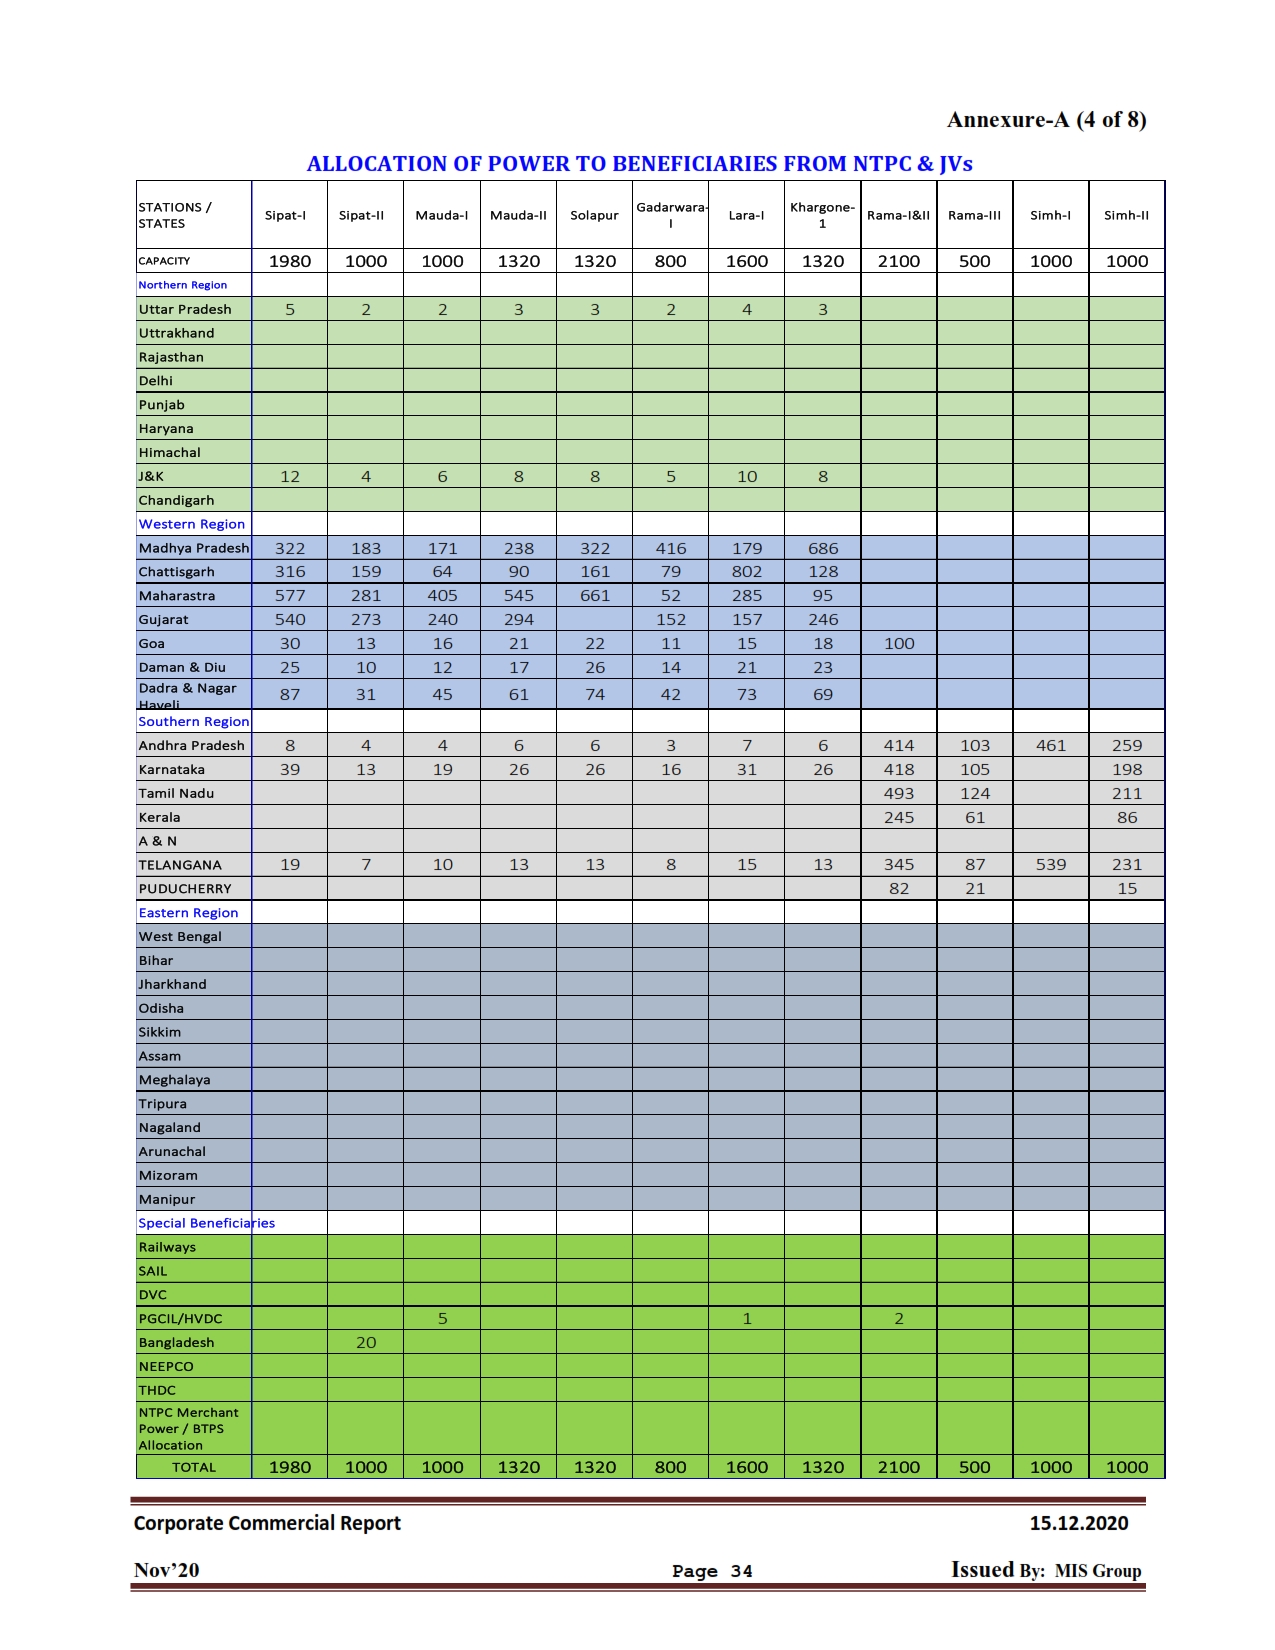 Annexure-A (4 of 8)
ALLOCATION OF POWER TO BENEFICIARIES FROM NTPC & JVs
STATIONS / STATES Sipat-I Sipat-II Mauda-I Mauda-II Solapur Gadarwara-I Lara-I Khargone-1 Rama-I&II Rama-III Simh-I Simh-II
CAPACITY 1980 1000 1000 1320 1320 800 1600 1320 2100 500 1000 1000
Northern Region
Uttar Pradesh 5 2 2 3 3 2 4 3
Uttrakhand
Rajasthan
Delhi
Punjab
Haryana
Himachal
J&K 12 4 6 8 8 5 10 8
Chandigarh
Western Region
Madhya Pradesh 322 183 171 238 322 416 179 686
Chattisgarh 316 159 64 90 161 79 802 128
Maharastra 577 281 405 545 661 52 285 95
Gujarat 540 273 240 294 152 157 246
Goa 30 13 16 21 22 11 15 18 100
Daman & Diu 25 10 12 17 26 14 21 23
Dadra & Nagar Haveli 87 31 45 61 74 42 73 69
Southern Region
Andhra Pradesh 8 4 4 6 6 3 7 6 414 103 461 259
Karnataka 39 13 19 26 26 16 31 26 418 105 198
Tamil Nadu 493 124 211
Kerala 245 61 86
A & N
TELANGANA 19 7 10 13 13 8 15 13 345 87 539 231
PUDUCHERRY 82 21 15
Eastern Region
West Bengal
Bihar
Jharkhand
Odisha
Sikkim
Assam
Meghalaya
Tripura
Nagaland
Arunachal
Mizoram
Manipur
Special Beneficiaries
Railways
SAIL
DVC
PGCIL/HVDC 5 1 2
Bangladesh 20
NEEPCO
THDC
NTPC Merchant
Power / BTPS
Allocation
TOTAL 1980 1000 1000 1320 1320 800 1600 1320 2100 500 1000 1000
Corporate Commercial Report 15.12.2020
Nov’20 Page 34 Issued By: MIS Group